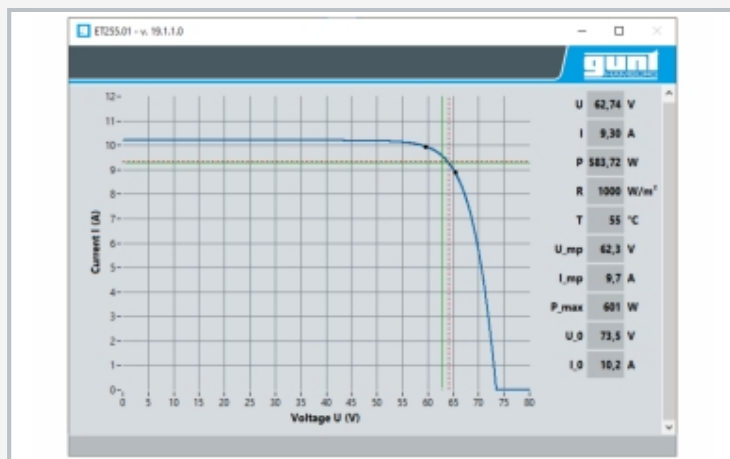 ET255.01 - v. 19.1.1.0
gunt
HAMBURG
U 62,74 V
I 9,30 A
P 583,72 W
R 1000 W/m²
T 55 °C
U_mp 62,3 V
I_mp 9,7 A
P_max 601 W
U_0 73,5 V
I_0 10,2 A
Current I (A)
12
11
10
9
8
7
6
5
4
3
2
1
0
0 5 10 15 20 25 30 35 40 45 50 55 60 65 70 75 80
Voltage U (V)